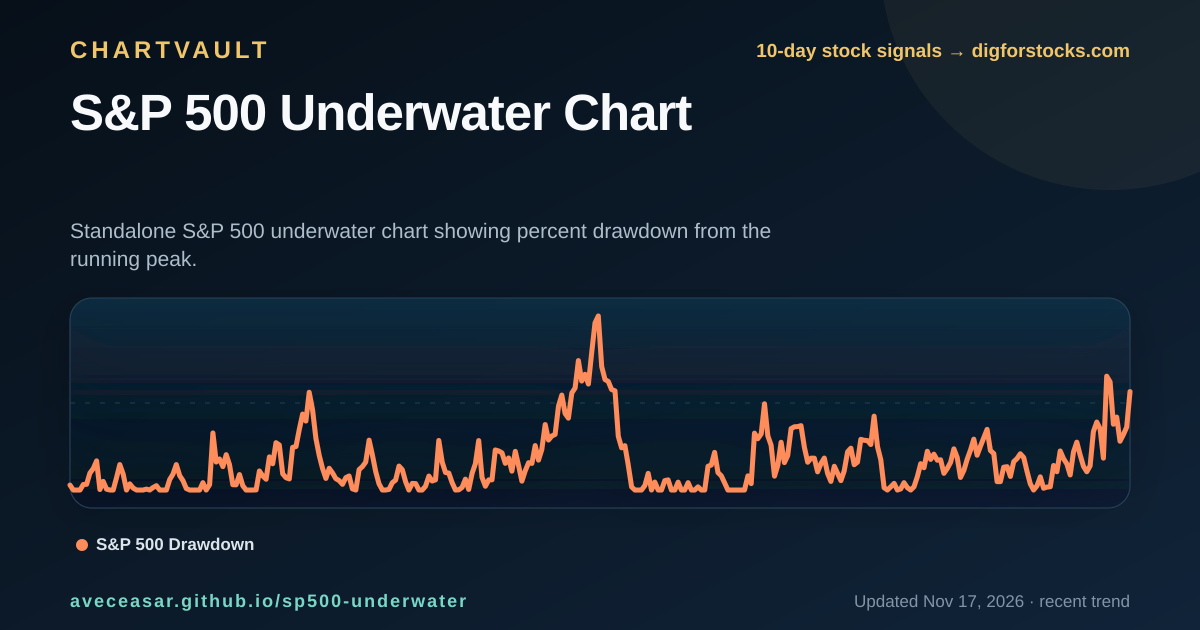 CHARTVAULT
10-day stock signals → digforstocks.com
S&P 500 Underwater Chart
Standalone S&P 500 underwater chart showing percent drawdown from the
running peak.
S&P 500 Drawdown
aveceasar.github.io/sp500-underwater
Updated Nov 17, 2026 · recent trend